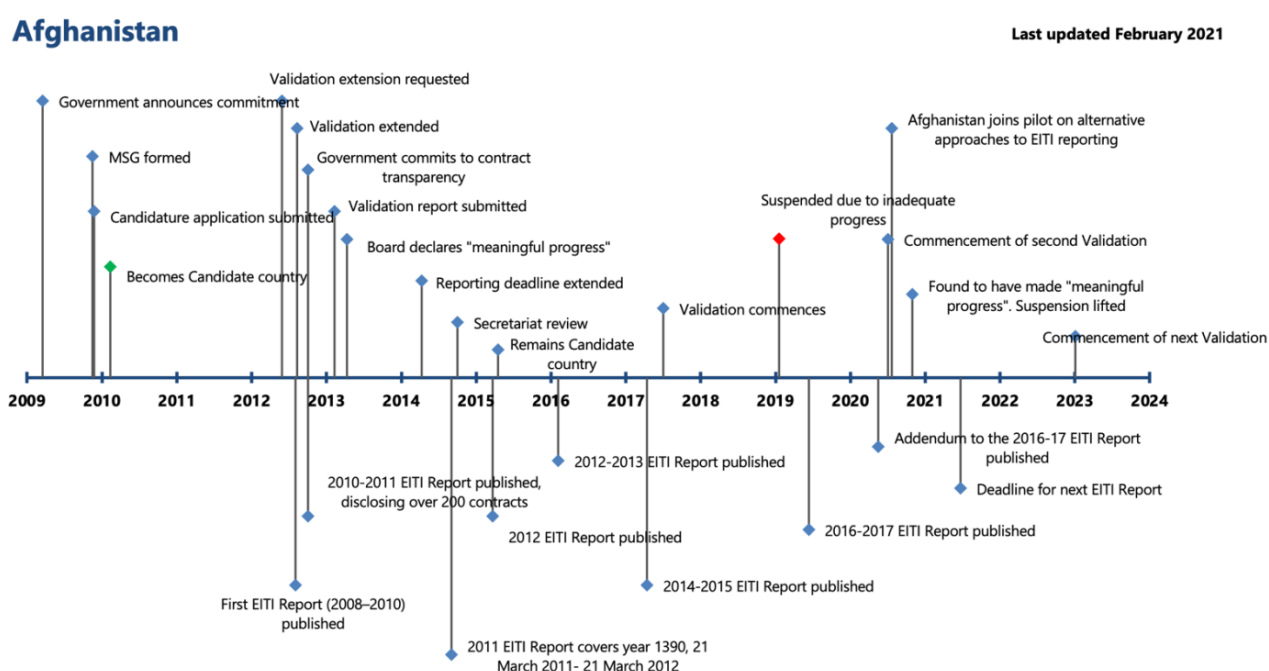 Afghanistan
Last updated February 2021
Validation extension requested
Government announces commitment
Validation extended
Afghanistan joins pilot on alternative
approaches to EITI reporting
MSG formed
Government commits to contract
transparency
Suspended due to inadequate
progress
Candidature application submitted
Validation report submitted
Board declares "meaningful progress"
Commencement of second Validation
Becomes Candidate country
Reporting deadline extended
Found to have made "meaningful
progress". Suspension lifted
Validation commences
Secretariat review
Commencement of next Validation
Remains Candidate
country
2009 2010 2011 2012 2013 2014 2015 2016 2017 2018 2019 2020 2021 2022 2023 2024
Addendum to the 2016-17 EITI Report
published
2012-2013 EITI Report published
2010-2011 EITI Report published,
disclosing over 200 contracts
Deadline for next EITI Report
2012 EITI Report published
2016-2017 EITI Report published
2014-2015 EITI Report published
First EITI Report (2008–2010)
published
2011 EITI Report covers year 1390, 21
March 2011- 21 March 2012